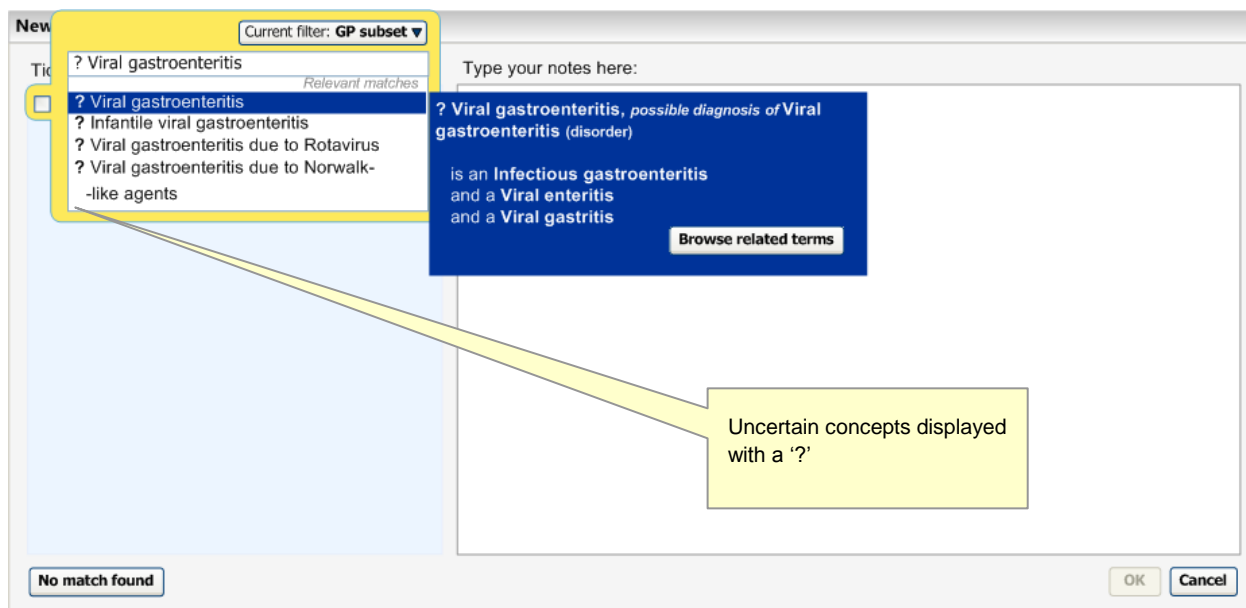 New
Current filter: GP subset ▼
Tic
? Viral gastroenteritis
Type your notes here:
Relevant matches
? Viral gastroenteritis
? Infantile viral gastroenteritis
? Viral gastroenteritis due to Rotavirus
? Viral gastroenteritis due to Norwalk-
-like agents
? Viral gastroenteritis, possible diagnosis of Viral
gastroenteritis (disorder)
is an Infectious gastroenteritis
and a Viral enteritis
and a Viral gastritis
Browse related terms
Uncertain concepts displayed
with a ‘?’
No match found
OK
Cancel